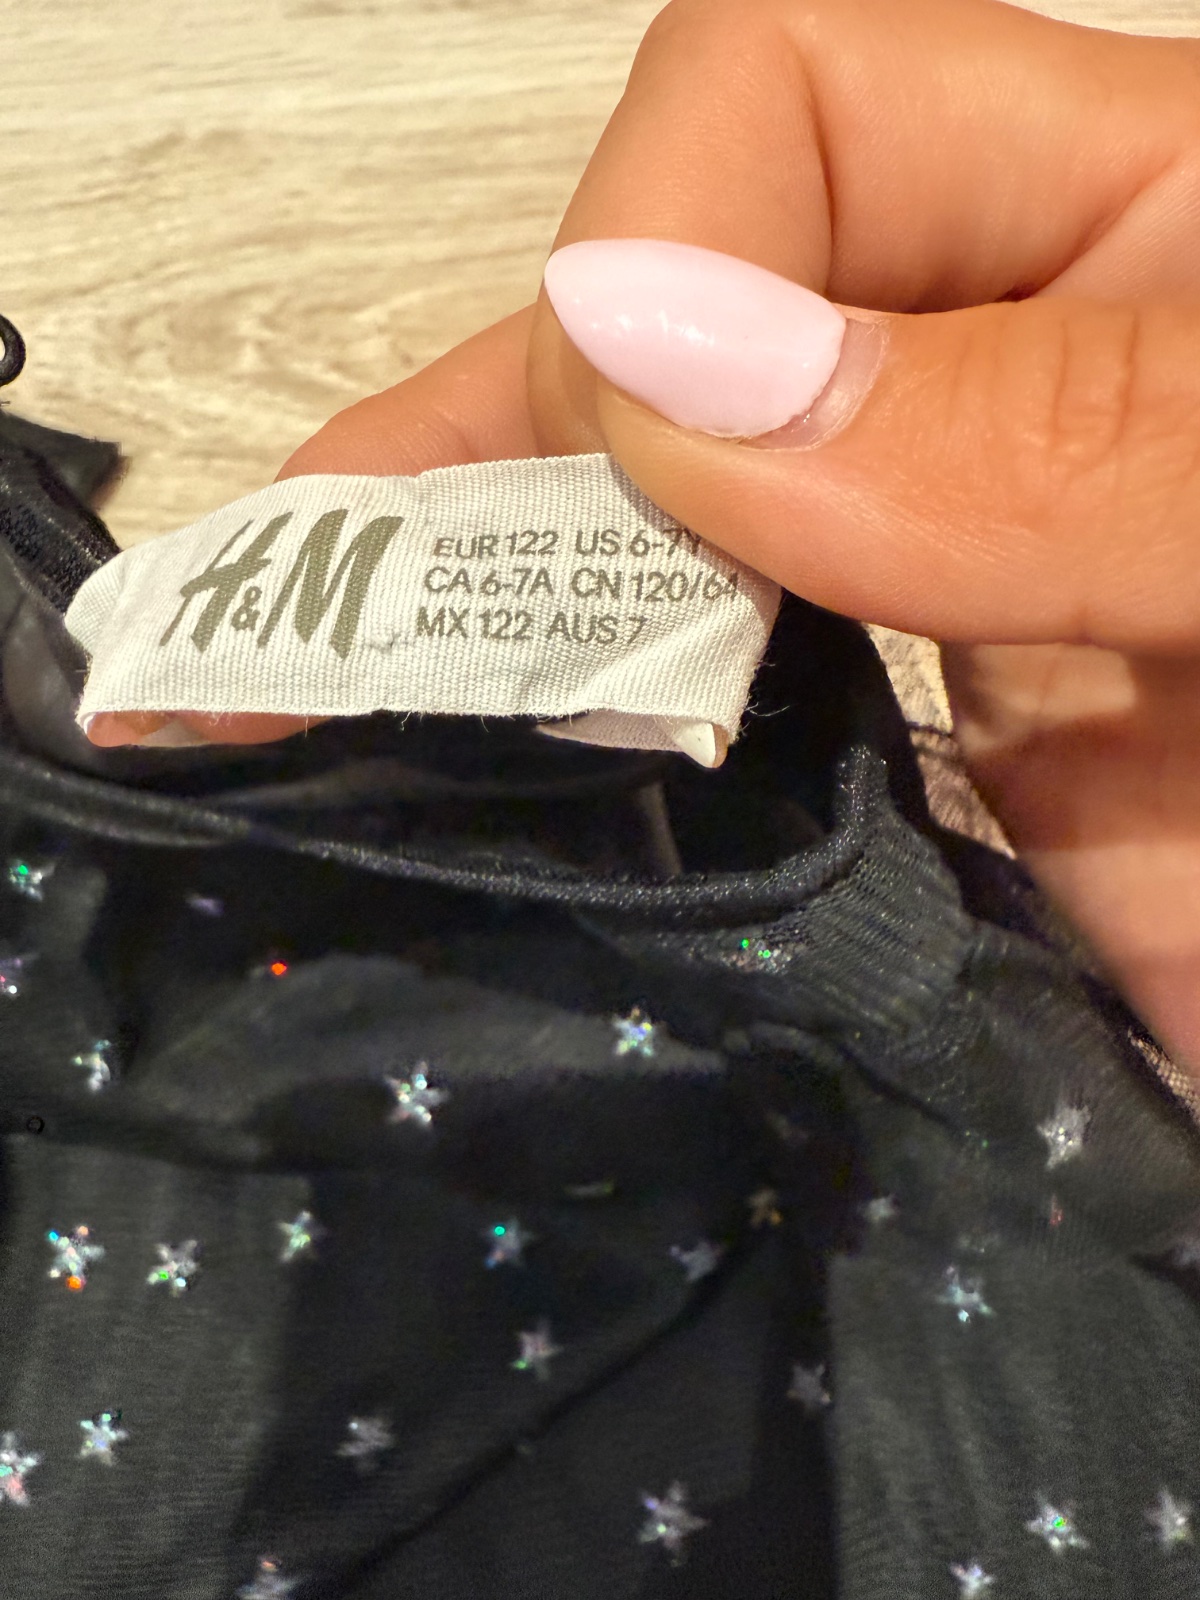 H&M
EUR 122 US 6-7Y
CA 6-7A CN 120/64
MX 122 AUS 7